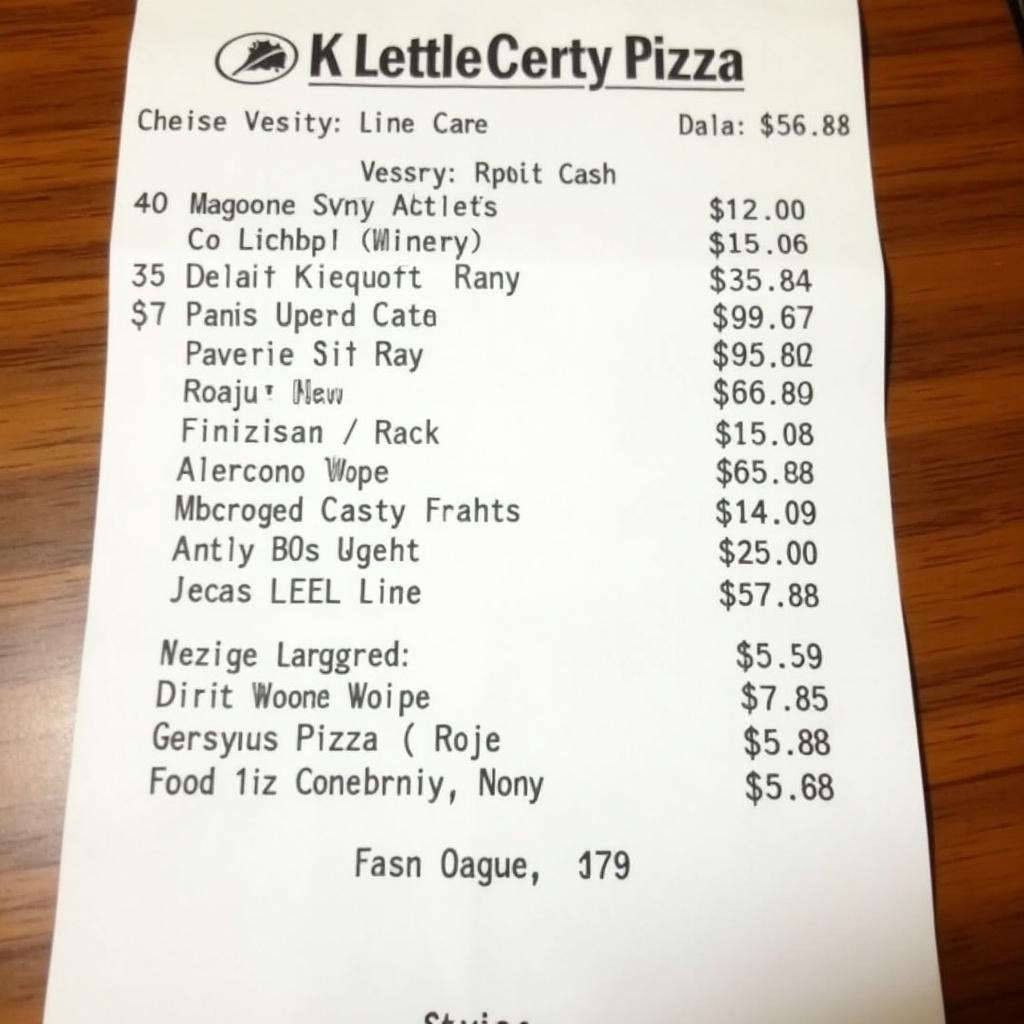 K LettleCerty Pizza
Cheise Vesity: Line Care Dala: $56.88
Vessry: Rpoit Cash
40 Magoone Svny Actlets $12.00
Co Lichbpl (Winery) $15.06
35 Delait Kiequoft Rany $35.84
$7 Panis Uperd Cata $99.67
Paverie Sit Ray $95.80
Roaju New $66.89
Finizisan / Rack $15.08
Alercono Wope $65.88
Mbcroged Casty Frahts $14.09
Antly BOs Ugeht $25.00
Jecas LEEL Line $57.88
Nezige Larggred: $5.59
Dirit Woone Woipe $7.85
Gersyius Pizza ( Roje $5.88
Food 1iz Conebrniy, Nony $5.68
Fasn Oague, 179